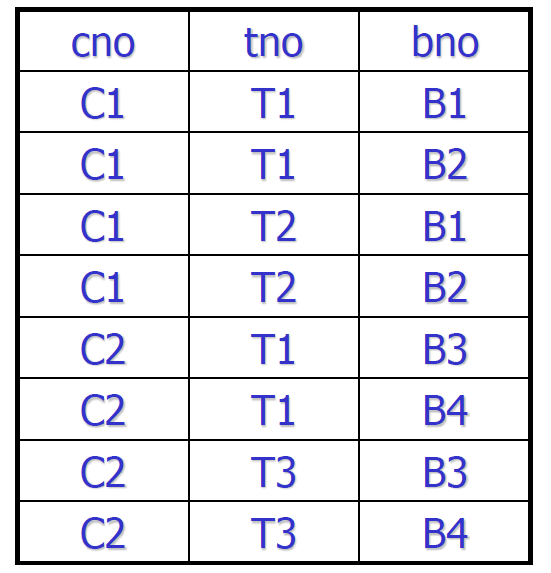 cno tno bno
C1 T1 B1
C1 T1 B2
C1 T2 B1
C1 T2 B2
C2 T1 B3
C2 T1 B4
C2 T3 B3
C2 T3 B4